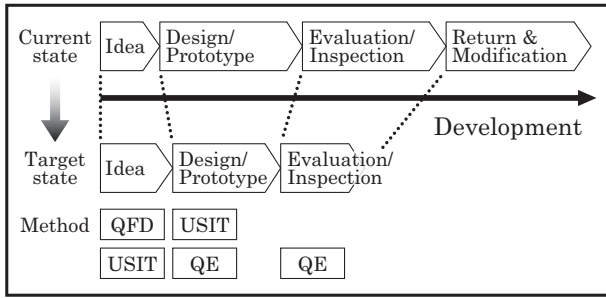 Current state
Idea
Design/
Prototype
Evaluation/
Inspection
Return &
Modification
Development
Target state
Idea
Design/
Prototype
Evaluation/
Inspection
Method
QFD
USIT
USIT
QE
QE